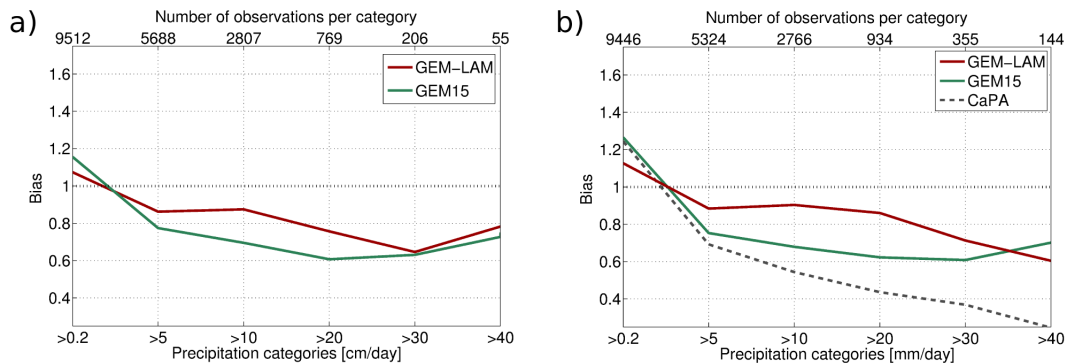 a)
Number of observations per category
9512 5688 2807 769 206 55
GEM-LAM
GEM15
1.6
1.4
1.2
1
0.8
0.6
0.4
Bias
>0.2 >5 >10 >20 >30 >40
Precipitation categories [cm/day]
b)
Number of observations per category
9446 5324 2766 934 355 144
GEM-LAM
GEM15
CaPA
1.6
1.4
1.2
1
0.8
0.6
0.4
Bias
>0.2 >5 >10 >20 >30 >40
Precipitation categories [mm/day]